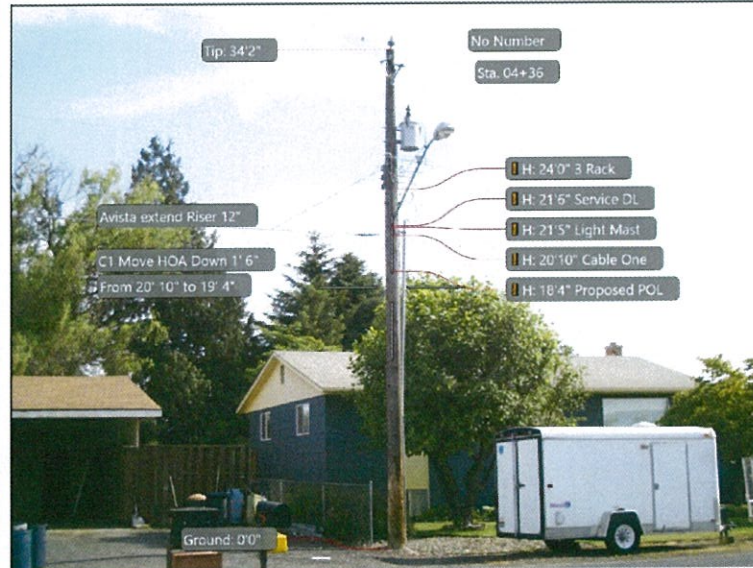 Tip: 34'2"
No Number
Sta. 04+36
H: 24'0" 3 Rack
H: 21'6" Service DL
Avista extend Riser 12"
H: 21'5" Light Mast
C1 Move HOA Down 1' 6"
H: 20'10" Cable One
From 20' 10" to 19' 4"
H: 18'4" Proposed POL
Ground: 0'0"